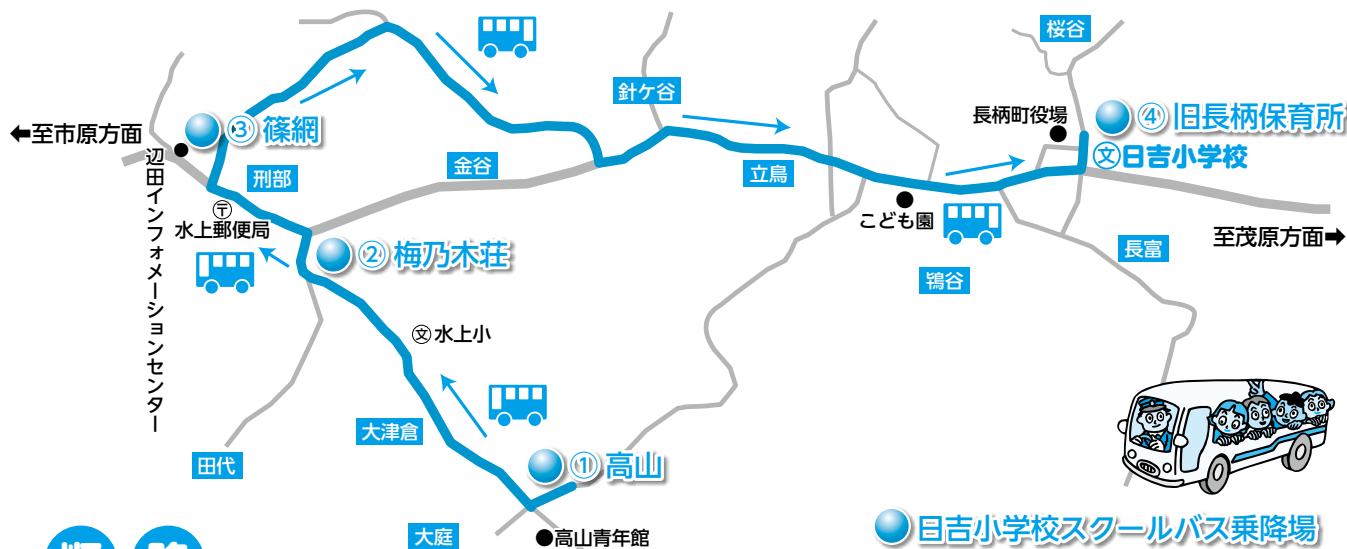 桜谷
針ケ谷
長柄町役場
④ 旧長柄保育所
③ 篠網
←至市原方面
文日吉小学校
辺田インフォメーションセンター
刑部
金谷
立鳥
〒
水上郵便局
こども園
至茂原方面→
② 梅乃木荘
長富
鴇谷
文水上小
大津倉
田代
① 高山
大庭
●高山青年館
日吉小学校スクールバス乗降場